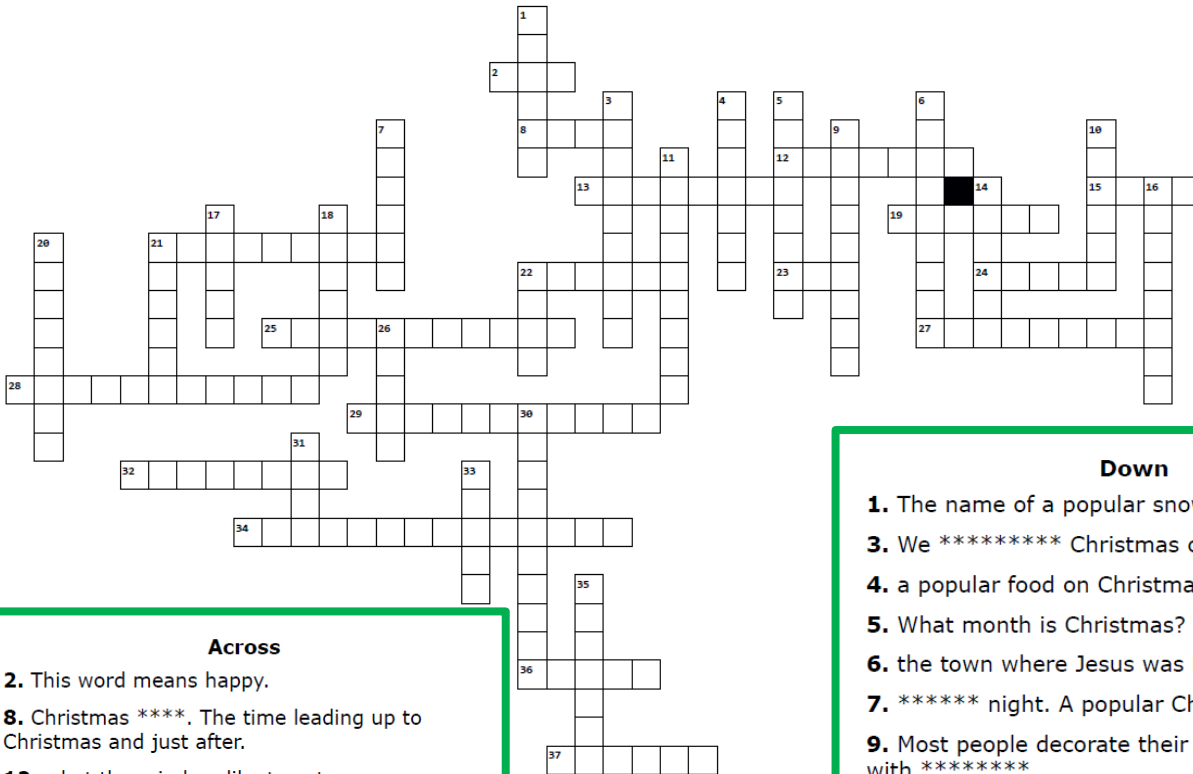 1
2
3 4 5 6
7 8 9 10
11 12
13 14 15 16
17 18 19
20 21
22 23 24
25 26 27
28
29 30
31
32 33
34
35
36
37
Across
2. This word means happy.
8. Christmas ****. The time leading up to
Christmas and just after.
Down
1. The name of a popular
3. We ********* Christmas
4. a popular food on
5. What month is Christmas?
6. the town where Jesus was
7. ****** night. A popular
9. Most people decorate their
with ********